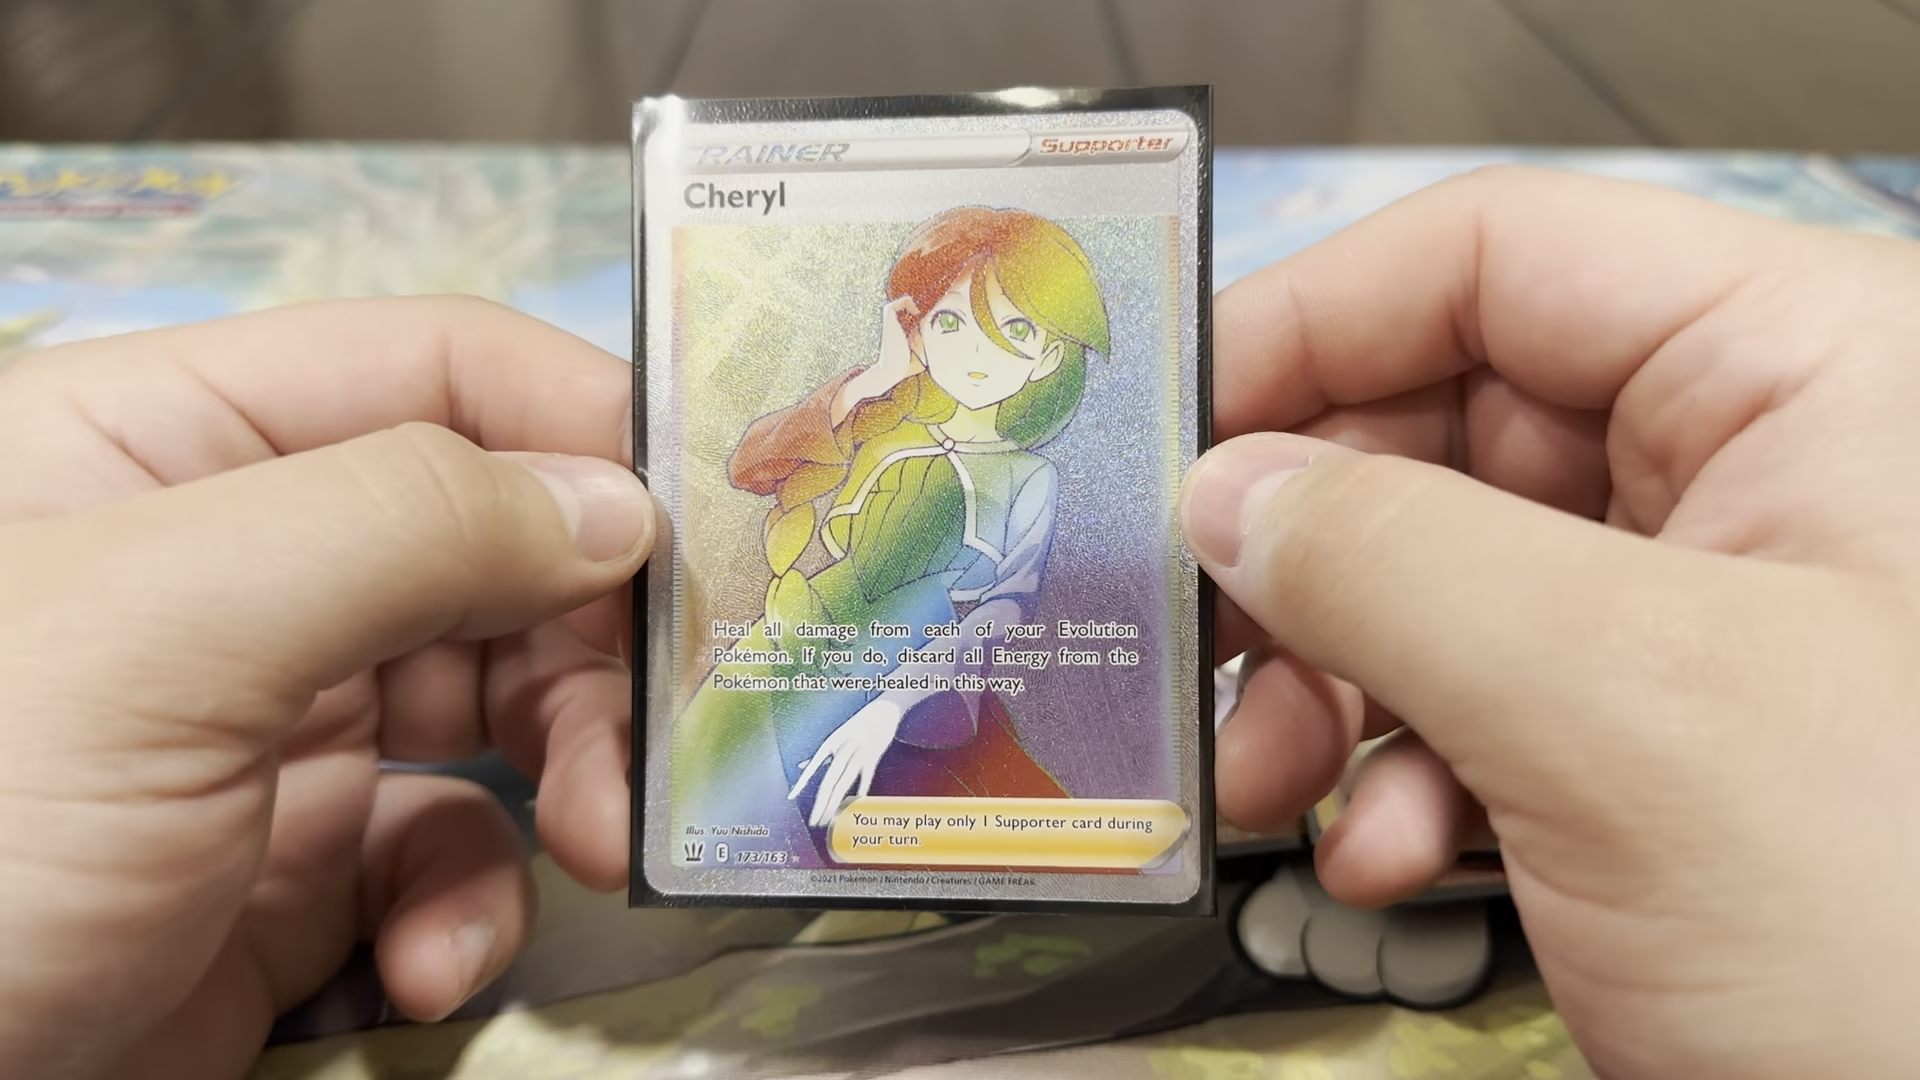 TRAINER
Supporter
Cheryl
Heal all damage from each of your Evolution
Pokémon. If you do, discard all Energy from the
Pokémon that were healed in this way.
You may play only 1 Supporter card during
your turn.
Illus. Yuu Nishida
E 173/163
©2021 Pokémon / Nintendo / Creatures / GAME FREAK